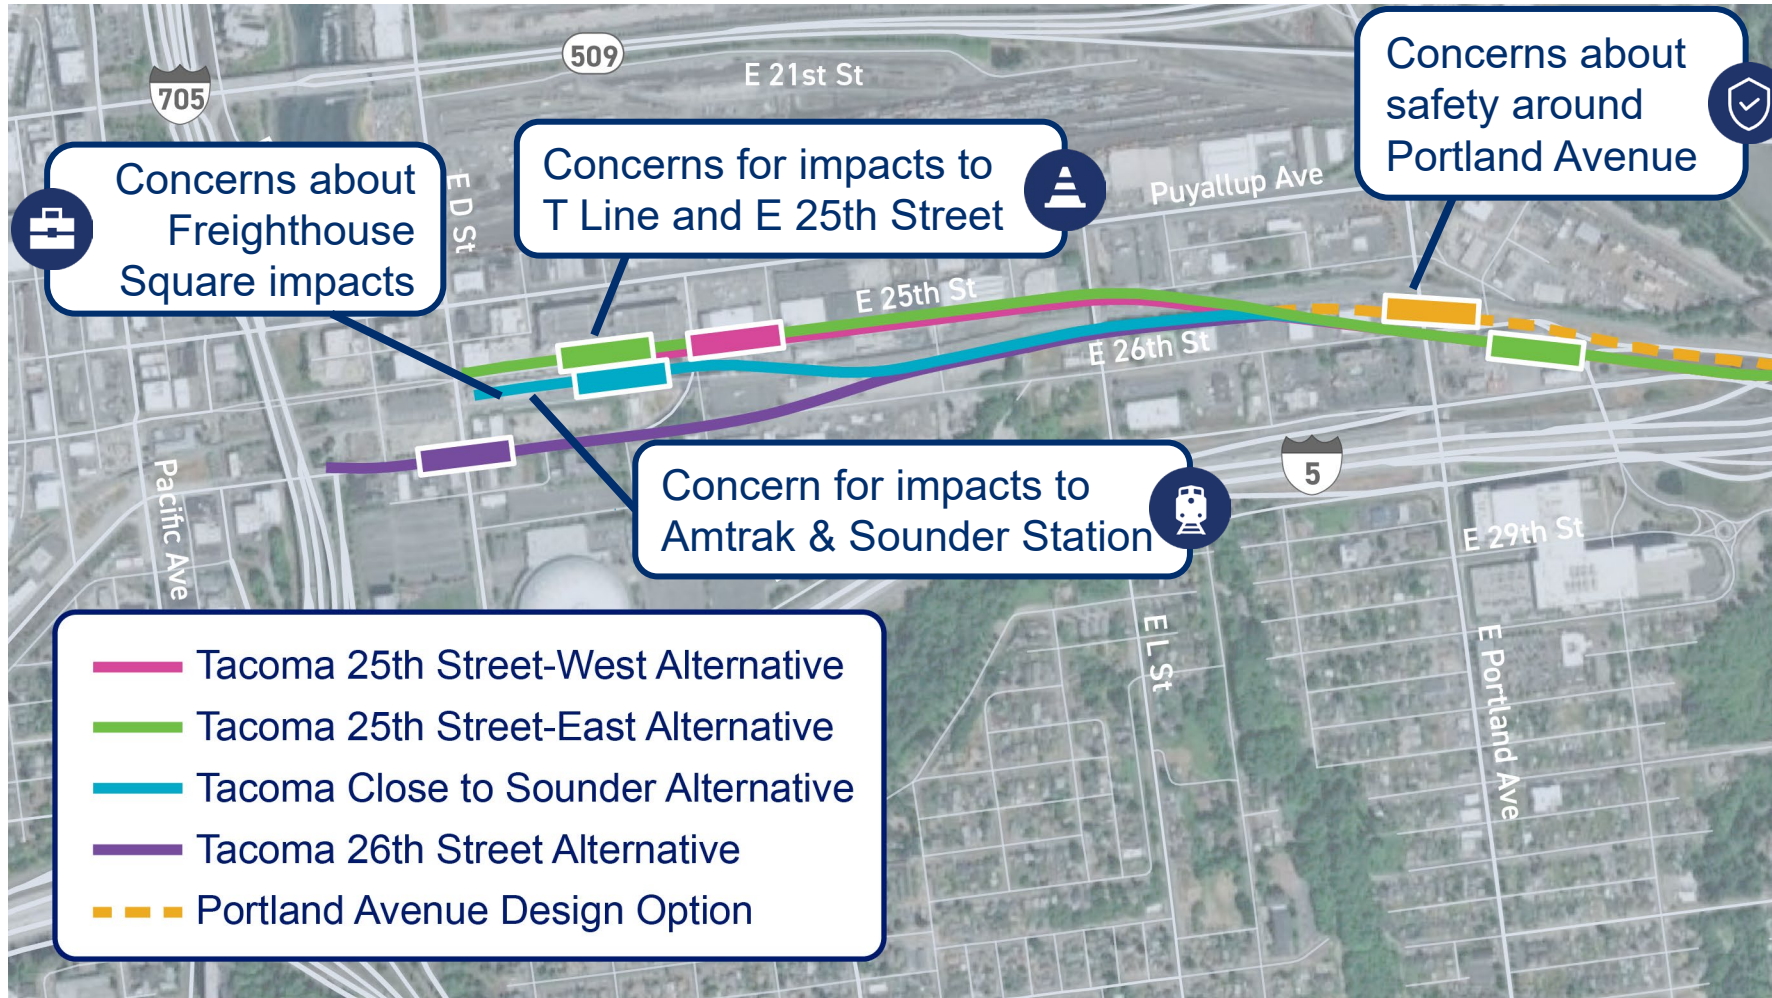 509
E 21st St
705
Concerns about
safety around
Portland Avenue
Concerns about
Freighthouse
Square impacts
E D St
Concerns for impacts to
T Line and E 25th Street
Puyallup Ave
E 25th St
E 26th St
Pacific Ave
Concern for impacts to
Amtrak & Sounder Station
5
E 29th St
E L St
E Portland Ave
Tacoma 25th Street-West Alternative
Tacoma 25th Street-East Alternative
Tacoma Close to Sounder Alternative
Tacoma 26th Street Alternative
Portland Avenue Design Option